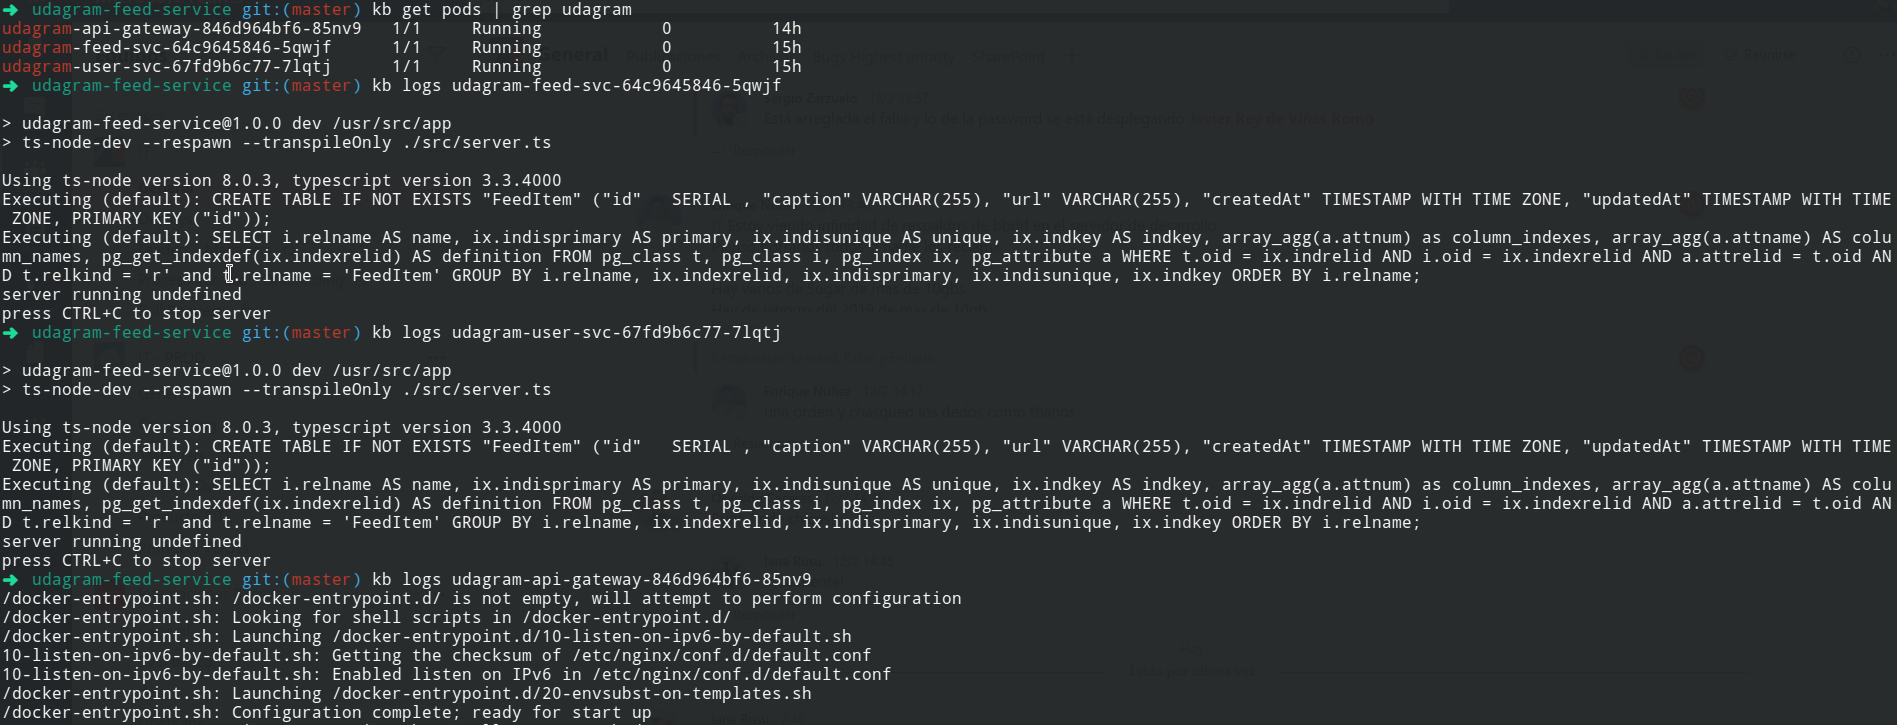 ➜ udagram-feed-service git:(master) kb get pods | grep udagram
udagram-api-gateway-846d964bf6-85nv9 1/1 Running 0 14h
udagram-feed-svc-64c9645846-5qwjf 1/1 Running 0 15h
udagram-user-svc-67fd9b6c77-7lqtj 1/1 Running 0 15h
➜ udagram-feed-service git:(master) kb logs udagram-feed-svc-64c9645846-5qwjf
> udagram-feed-service@1.0.0 dev /usr/src/app
> ts-node-dev --respawn --transpileOnly ./src/server.ts
Using ts-node version 8.0.3, typescript version 3.3.4000
Executing (default): CREATE TABLE IF NOT EXISTS "FeedItem" ("id" SERIAL , "caption" VARCHAR(255), "url" VARCHAR(255), "createdAt" TIMESTAMP WITH TIME ZONE, "updatedAt" TIMESTAMP WITH TIME
ZONE, PRIMARY KEY ("id"));
Executing (default): SELECT i.relname AS name, ix.indisprimary AS primary, ix.indisunique AS unique, ix.indkey AS indkey, array_agg(a.attnum) as column_indexes, array_agg(a.attname) AS colu
mn_names, pg_get_indexdef(ix.indexrelid) AS definition FROM pg_class t, pg_class i, pg_index ix, pg_attribute a WHERE t.oid = ix.indrelid AND i.oid = ix.indexrelid AND a.attrelid = t.oid AN
D t.relkind = 'r' and t.relname = 'FeedItem' GROUP BY i.relname, ix.indexrelid, ix.indisprimary, ix.indisunique, ix.indkey ORDER BY i.relname;
server running undefined
press CTRL+C to stop server
➜ udagram-feed-service git:(master) kb logs udagram-user-svc-67fd9b6c77-7lqtj
> udagram-feed-service@1.0.0 dev /usr/src/app
> ts-node-dev --respawn --transpileOnly ./src/server.ts
Using ts-node version 8.0.3, typescript version 3.3.4000
Executing (default): CREATE TABLE IF NOT EXISTS "FeedItem" ("id" SERIAL , "caption" VARCHAR(255), "url" VARCHAR(255), "createdAt" TIMESTAMP WITH TIME ZONE, "updatedAt" TIMESTAMP WITH TIME
ZONE, PRIMARY KEY ("id"));
Executing (default): SELECT i.relname AS name, ix.indisprimary AS primary, ix.indisunique AS unique, ix.indkey AS indkey, array_agg(a.attnum) as column_indexes, array_agg(a.attname) AS colu
mn_names, pg_get_indexdef(ix.indexrelid) AS definition FROM pg_class t, pg_class i, pg_index ix, pg_attribute a WHERE t.oid = ix.indrelid AND i.oid = ix.indexrelid AND a.attrelid = t.oid AN
D t.relkind = 'r' and t.relname = 'FeedItem' GROUP BY i.relname, ix.indexrelid, ix.indisprimary, ix.indisunique, ix.indkey ORDER BY i.relname;
server running undefined
press CTRL+C to stop server
➜ udagram-feed-service git:(master) kb logs udagram-api-gateway-846d964bf6-85nv9
/docker-entrypoint.sh: /docker-entrypoint.d/ is not empty, will attempt to perform configuration
/docker-entrypoint.sh: Looking for shell scripts in /docker-entrypoint.d/
/docker-entrypoint.sh: Launching /docker-entrypoint.d/10-listen-on-ipv6-by-default.sh
10-listen-on-ipv6-by-default.sh: Getting the checksum of /etc/nginx/conf.d/default.conf
10-listen-on-ipv6-by-default.sh: Enabled listen on IPv6 in /etc/nginx/conf.d/default.conf
/docker-entrypoint.sh: Launching /docker-entrypoint.d/20-envsubst-on-templates.sh
/docker-entrypoint.sh: Configuration complete; ready for start up